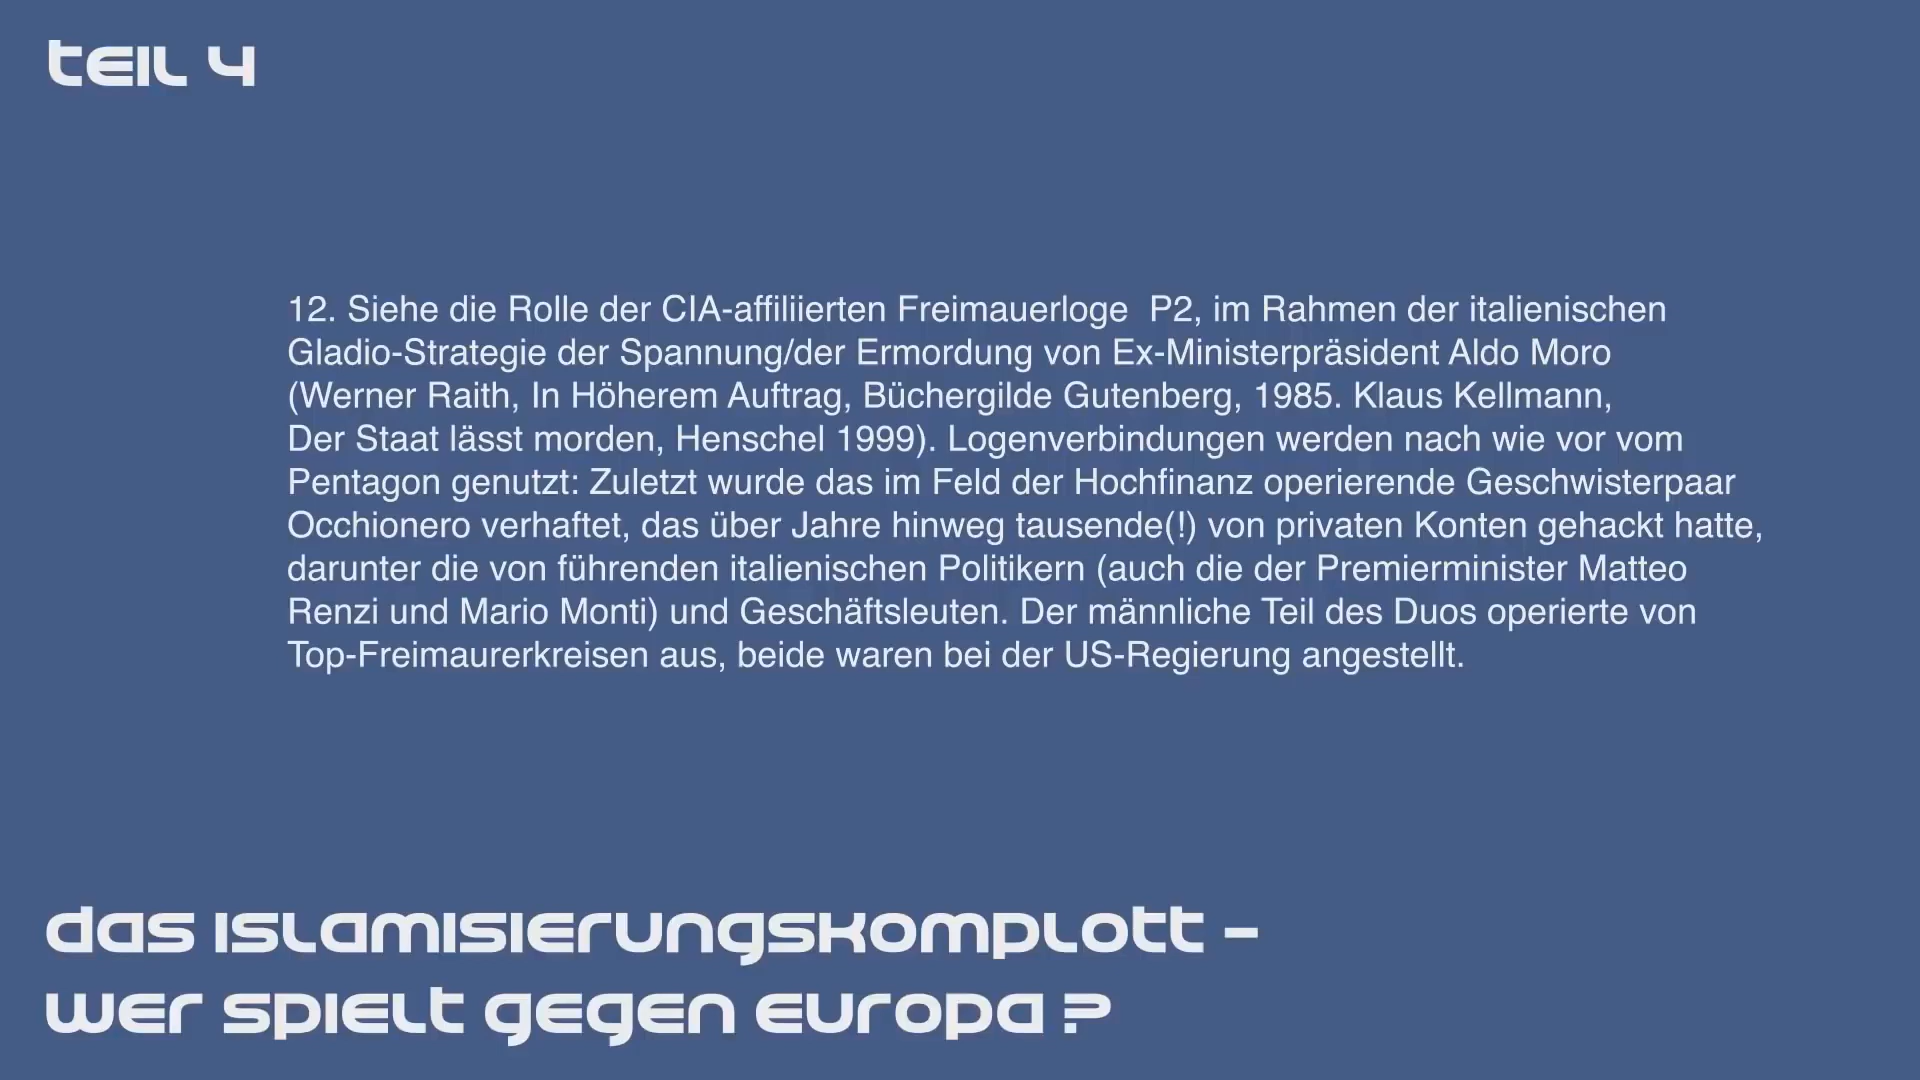 Teil 4
12. Siehe die Rolle der CIA-affiliierten Freimauerloge  P2, im Rahmen der italienischen
Gladio-Strategie der Spannung/der Ermordung von Ex-Ministerpräsident Aldo Moro
(Werner Raith, In Höherem Auftrag, Büchergilde Gutenberg, 1985. Klaus Kellmann,
Der Staat lässt morden, Henschel 1999). Logenverbindungen werden nach wie vor vom
Pentagon genutzt: Zuletzt wurde das im Feld der Hochfinanz operierende Geschwisterpaar
Occhionero verhaftet, das über Jahre hinweg tausende(!) von privaten Konten gehackt hatte,
darunter die von führenden italienischen Politikern (auch die der Premierminister Matteo
Renzi und Mario Monti) und Geschäftsleuten. Der männliche Teil des Duos operierte von
Top-Freimaurerkreisen aus, beide waren bei der US-Regierung angestellt.
das Islamisierungskomplott –
wer spielt gegen Europa ?